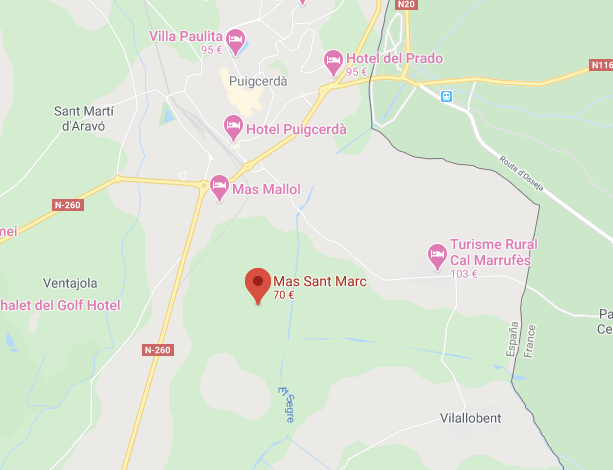 N20
Villa Paulita
95 €
Hotel del Prado
95 €
N116
Puigcerdà
Sant Martí
d'Aravó
Hotel Puigcerdà
Route d'Osseja
Mas Mallol
N-260
mei
Turisme Rural
Cal Marrufès
103 €
Mas Sant Marc
70 €
Ventajola
halet del Golf Hotel
Pa
Ce
España
France
N-260
El Segre
Vilallobent